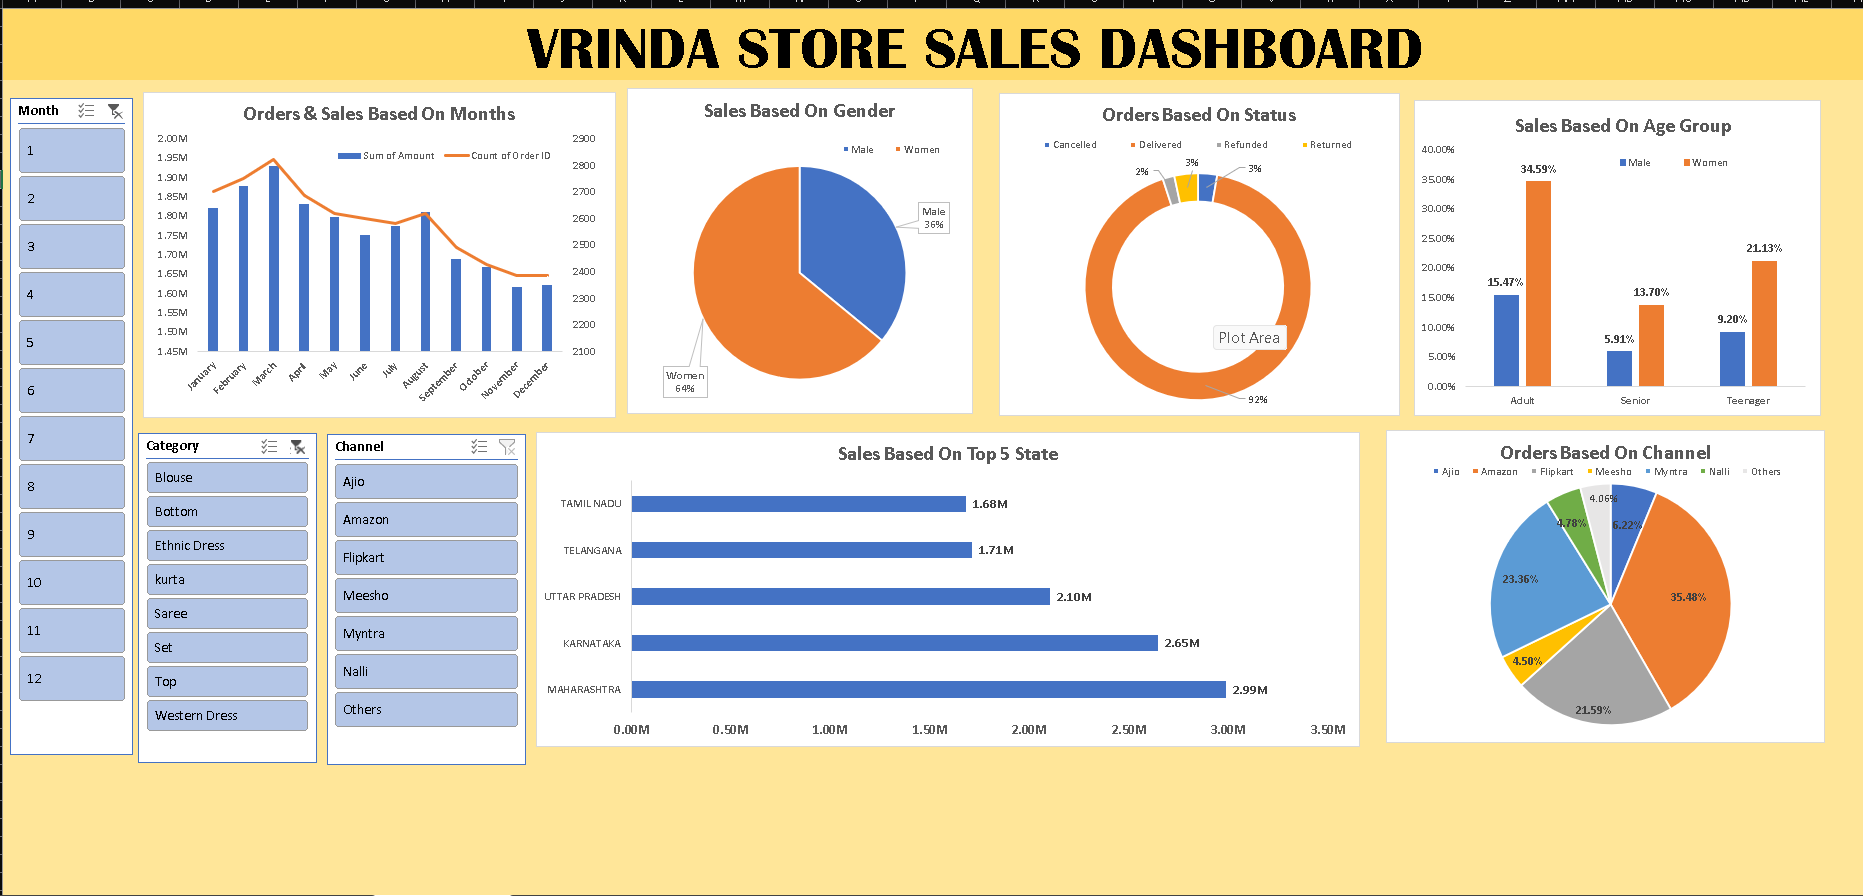 VRINDA STORE SALES DASHBOARD
Month
1
2
3
4
5
6
7
8
9
10
11
12
Orders & Sales Based On Months
Sum of Amount
Count of Order ID
2.00M
1.95M
1.90M
1.85M
1.80M
1.75M
1.70M
1.65M
1.60M
1.55M
1.50M
1.45M
2900
2800
2700
2600
2500
2400
2300
2200
2100
January
February
March
April
May
June
July
August
September
October
November
December
Sales Based On Gender
Male
Women
Male
36%
Women
64%
Orders Based On Status
Cancelled
Delivered
Refunded
Returned
2%
3%
3%
Plot Area
92%
Sales Based On Age Group
Male
Women
40.00%
35.00%
30.00%
25.00%
20.00%
15.00%
10.00%
5.00%
0.00%
15.47%
34.59%
5.91%
13.70%
9.20%
21.13%
Adult
Senior
Teenager
Category
Blouse
Bottom
Ethnic Dress
kurta
Saree
Set
Top
Western Dress
Channel
Ajio
Amazon
Flipkart
Meesho
Myntra
Nalli
Others
Sales Based On Top 5 State
TAMIL NADU 1.68M
TELANGANA 1.71M
UTTAR PRADESH 2.10M
KARNATAKA 2.65M
MAHARASHTRA 2.99M
0.00M 0.50M 1.00M 1.50M 2.00M 2.50M 3.00M 3.50M
Orders Based On Channel
Ajio Amazon Flipkart Meesho Myntra Nalli Others
4.06%
6.22%
4.78%
23.36%
35.48%
4.50%
21.59%